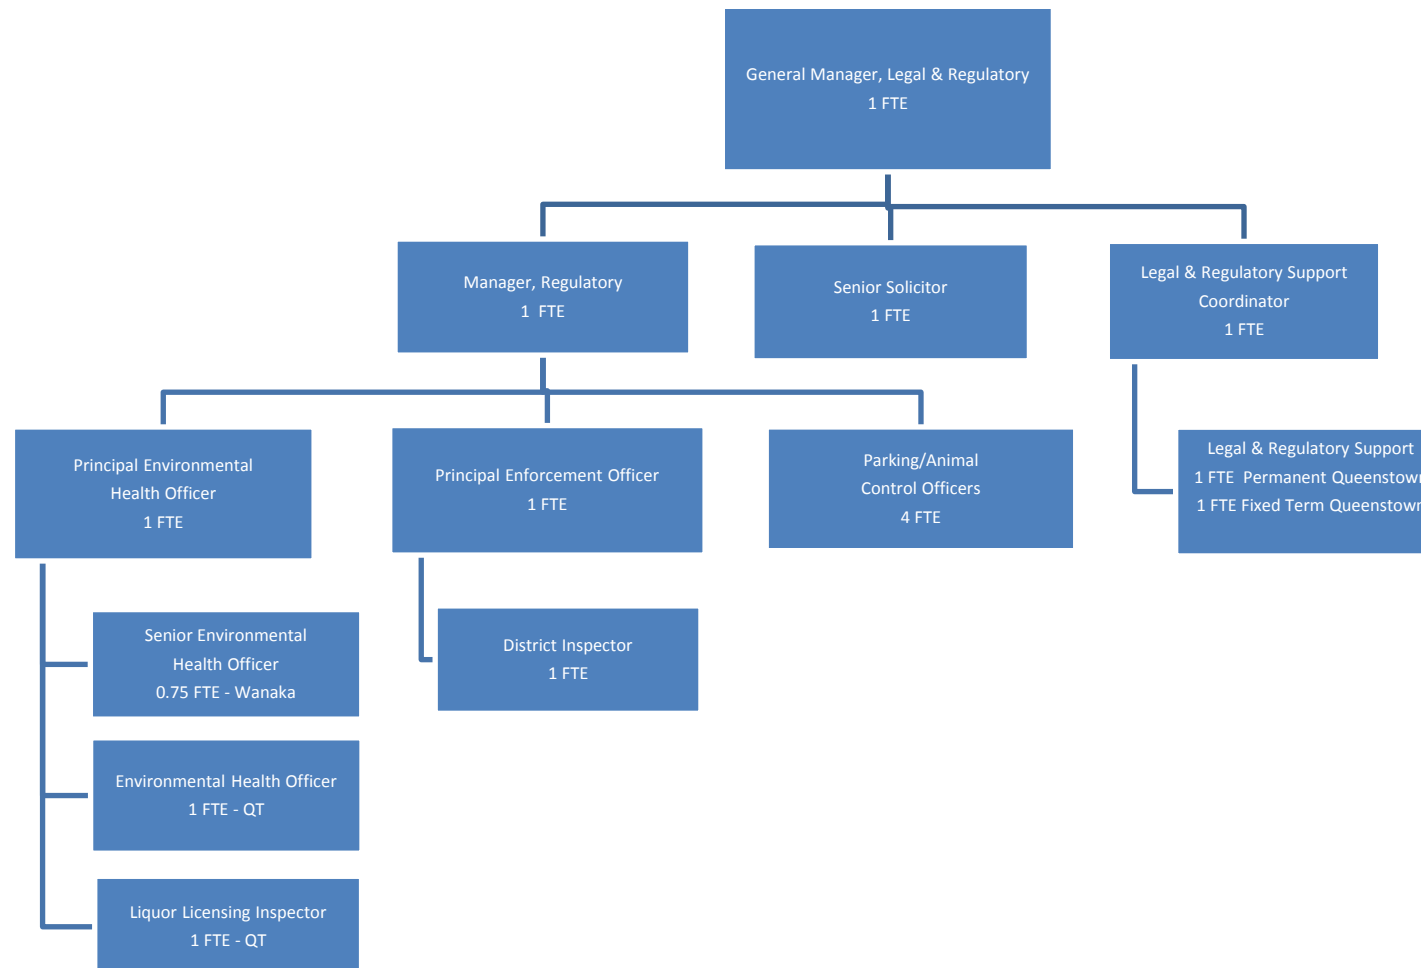 General Manager, Legal & Regulatory
1 FTE
Manager, Regulatory
1 FTE
Senior Solicitor
1 FTE
Legal & Regulatory Support
Coordinator
1 FTE
Principal Environmental
Health Officer
1 FTE
Principal Enforcement Officer
1 FTE
Parking/Animal
Control Officers
4 FTE
Legal & Regulatory Support
1 FTE Permanent Queenstown
1 FTE Fixed Term Queenstown
Senior Environmental
Health Officer
0.75 FTE - Wanaka
District Inspector
1 FTE
Environmental Health Officer
1 FTE - QT
Liquor Licensing Inspector
1 FTE - QT